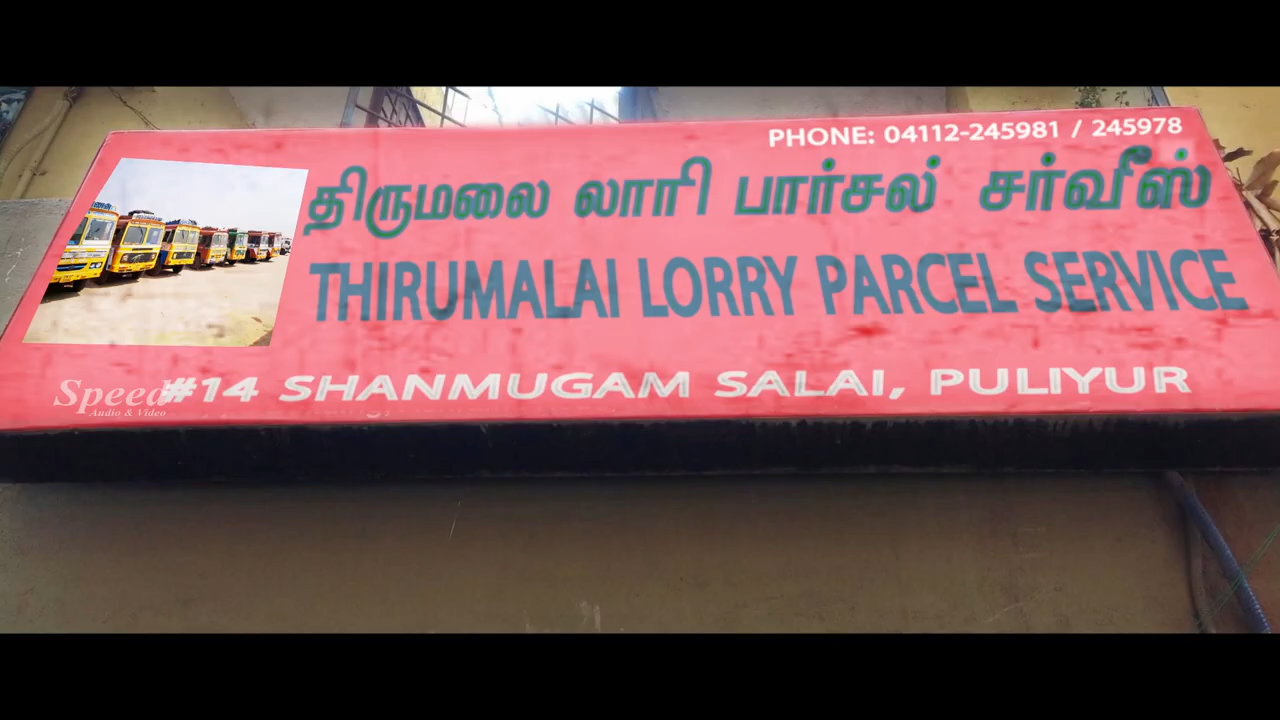 PHONE: 04112-245981 / 245978
திருமலை லாரி பார்சல் சர்வீஸ்
THIRUMALAI LORRY PARCEL SERVICE
#14 SHANMUGAM SALAI, PULIYUR
Speed
Audio & Video